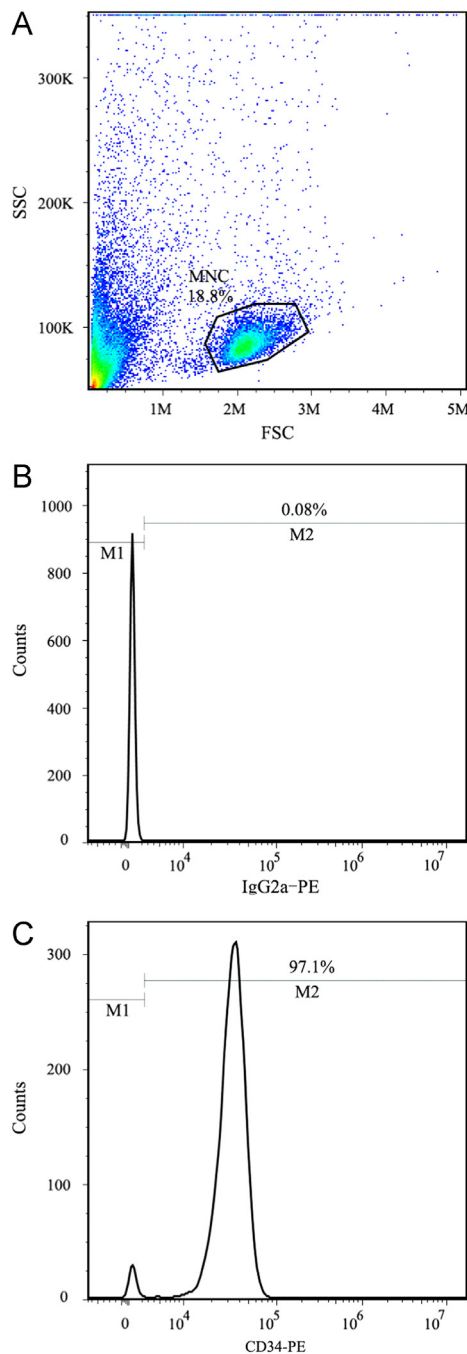 A
SSC
300K
200K
100K
MNC
18.8%
1M
2M
3M
4M
5M
FSC
B
Counts
1000
800
600
400
200
0
0.08%
M1
M2
0
10^4
10^5
10^6
10^7
IgG2a-PE
C
Counts
300
200
100
0
97.1%
M1
M2
0
10^4
10^5
10^6
10^7
CD34-PE